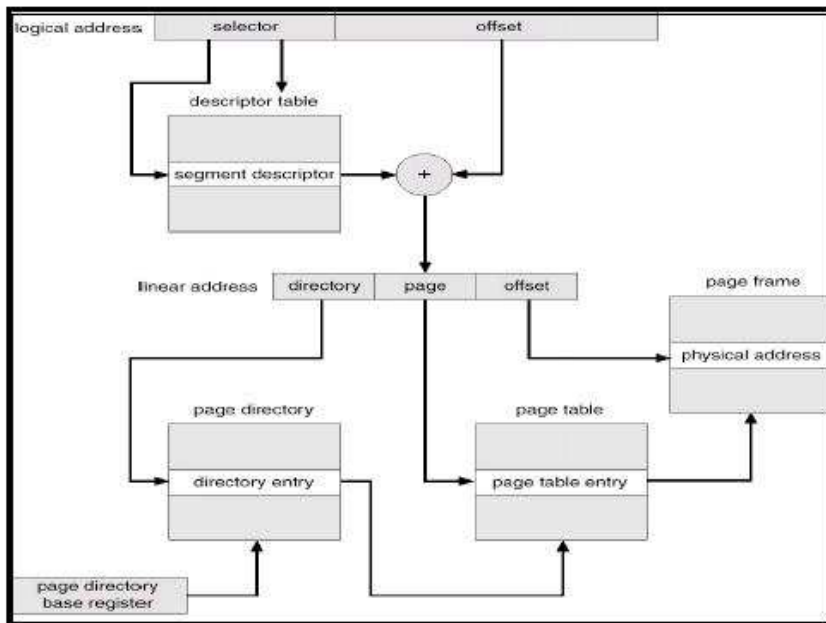 logical address
selector
offset
descriptor table
segment descriptor
+
llinear address
directory
page
offset
page frame
physical address
page directory
page table
directory entry
page table entry
page directory
base register